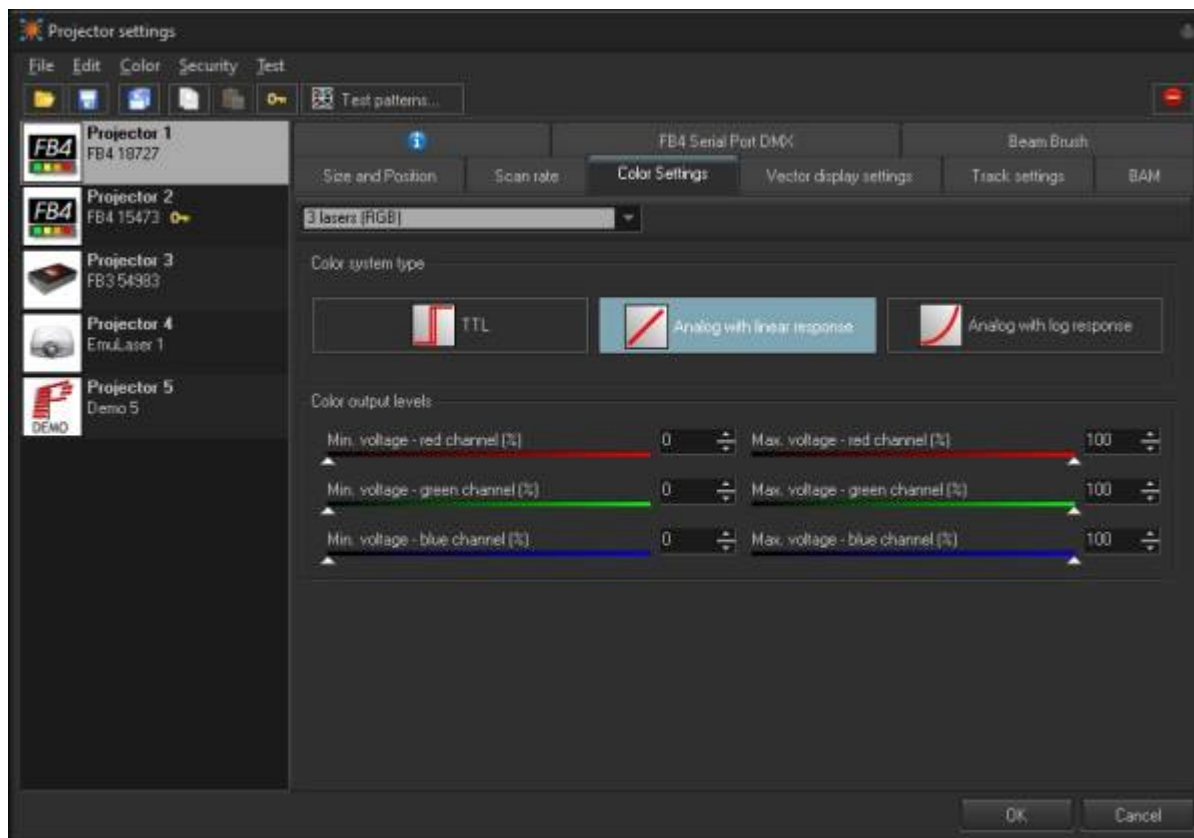 Projector settings
File Edit Color Security Test
Test patterns...
FB4
Projector 1
FB4 18727
FB4
Projector 2
FB4 15473
Projector 3
FB3 54983
Projector 4
EmuLaser 1
DEMO
Projector 5
Demo 5
FB4 Serial Port DMX Beam Brush
Size and Position Scan rate Color Settings Vector display settings Track settings BAM
3 lasers (RGB)
Color system type
TTL Analog with linear response Analog with log response
Color output levels
Min. voltage - red channel (%) 0 Max. voltage - red channel (%) 100
Min. voltage - green channel (%) 0 Max. voltage - green channel (%) 100
Min. voltage - blue channel (%) 0 Max. voltage - blue channel (%) 100
OK Cancel